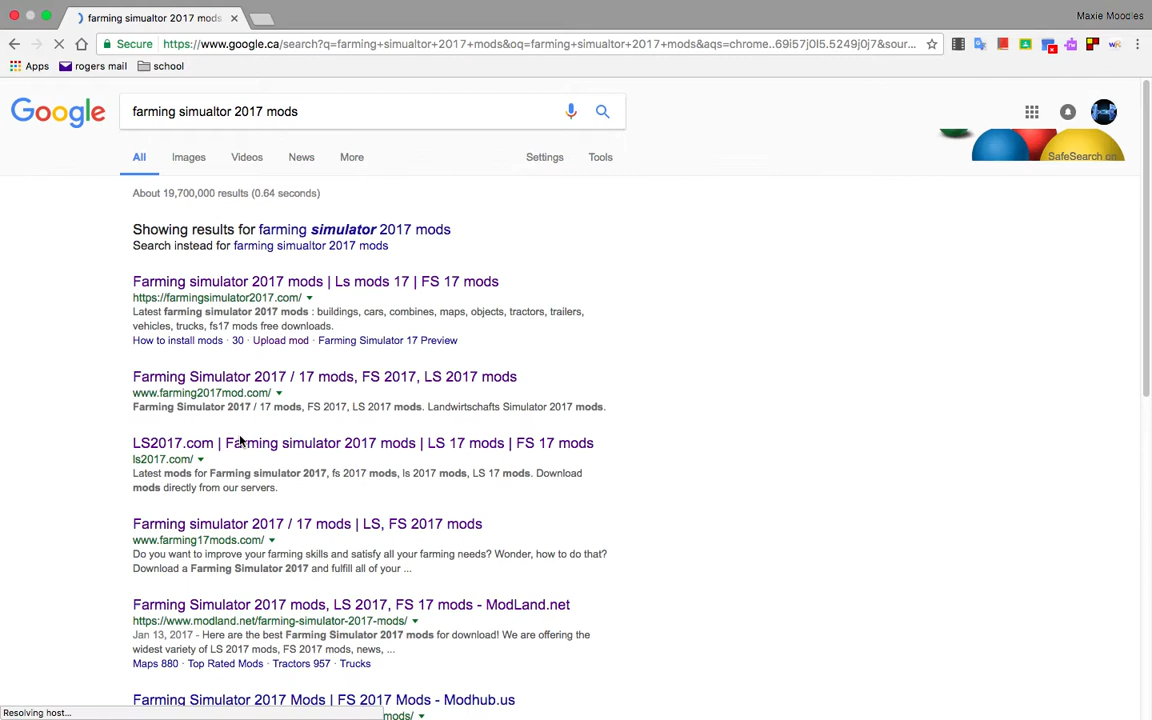 farming simualtor 2017 mods
Maxie Moodles
Secure https://www.google.ca/search?q=farming+simualtor+2017+mods&oq=farming+simualtor+2017+mods&aqs=chrome..69i57j0l5.5249j0j7&sour...
Apps rogers mail school
Google farming simualtor 2017 mods
All Images Videos News More Settings Tools SafeSearch on
About 19,700,000 results (0.64 seconds)
Showing results for farming simulator 2017 mods
Search instead for farming simualtor 2017 mods
Farming simulator 2017 mods | Ls mods 17 | FS 17 mods
https://farmingsimulator2017.com/
Latest farming simulator 2017 mods : buildings, cars, combines, maps, objects, tractors, trailers,
vehicles, trucks, fs17 mods free downloads.
How to install mods · 30 · Upload mod · Farming Simulator 17 Preview
Farming Simulator 2017 / 17 mods, FS 2017, LS 2017 mods
www.farming2017mod.com/
Farming Simulator 2017 / 17 mods, FS 2017, LS 2017 mods. Landwirtschafts Simulator 2017 mods.
LS2017.com | Farming simulator 2017 mods | LS 17 mods | FS 17 mods
ls2017.com/
Latest mods for Farming simulator 2017, fs 2017 mods, ls 2017 mods, LS 17 mods. Download
mods directly from our servers.
Farming simulator 2017 / 17 mods | LS, FS 2017 mods
www.farming17mods.com/
Do you want to improve your farming skills and satisfy all your farming needs? Wonder, how to do that?
Download a Farming Simulator 2017 and fulfill all of your ...
Farming Simulator 2017 mods, LS 2017, FS 17 mods - ModLand.net
https://www.modland.net/farming-simulator-2017-mods/
Jan 13, 2017 - Here are the best Farming Simulator 2017 mods for download! We are offering the
widest variety of LS 2017 mods, FS 2017 mods, news, ...
Maps 880 · Top Rated Mods · Tractors 957 · Trucks
Farming Simulator 2017 Mods | FS 2017 Mods - Modhub.us
mods/
Resolving host...